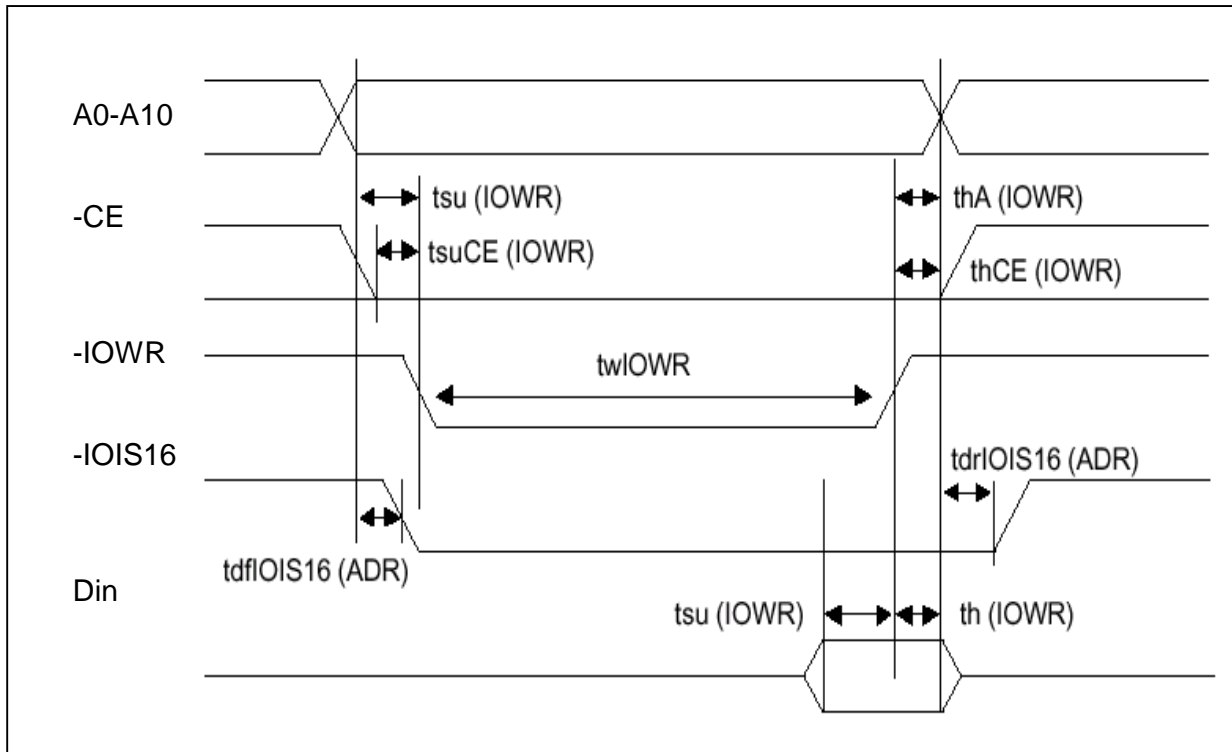 A0-A10
tsu (IOWR)
thA (IOWR)
-CE
tsuCE (IOWR)
thCE (IOWR)
-IOWR
twIOWR
-IOIS16
tdrIOIS16 (ADR)
tdfIOIS16 (ADR)
Din
tsu (IOWR)
th (IOWR)